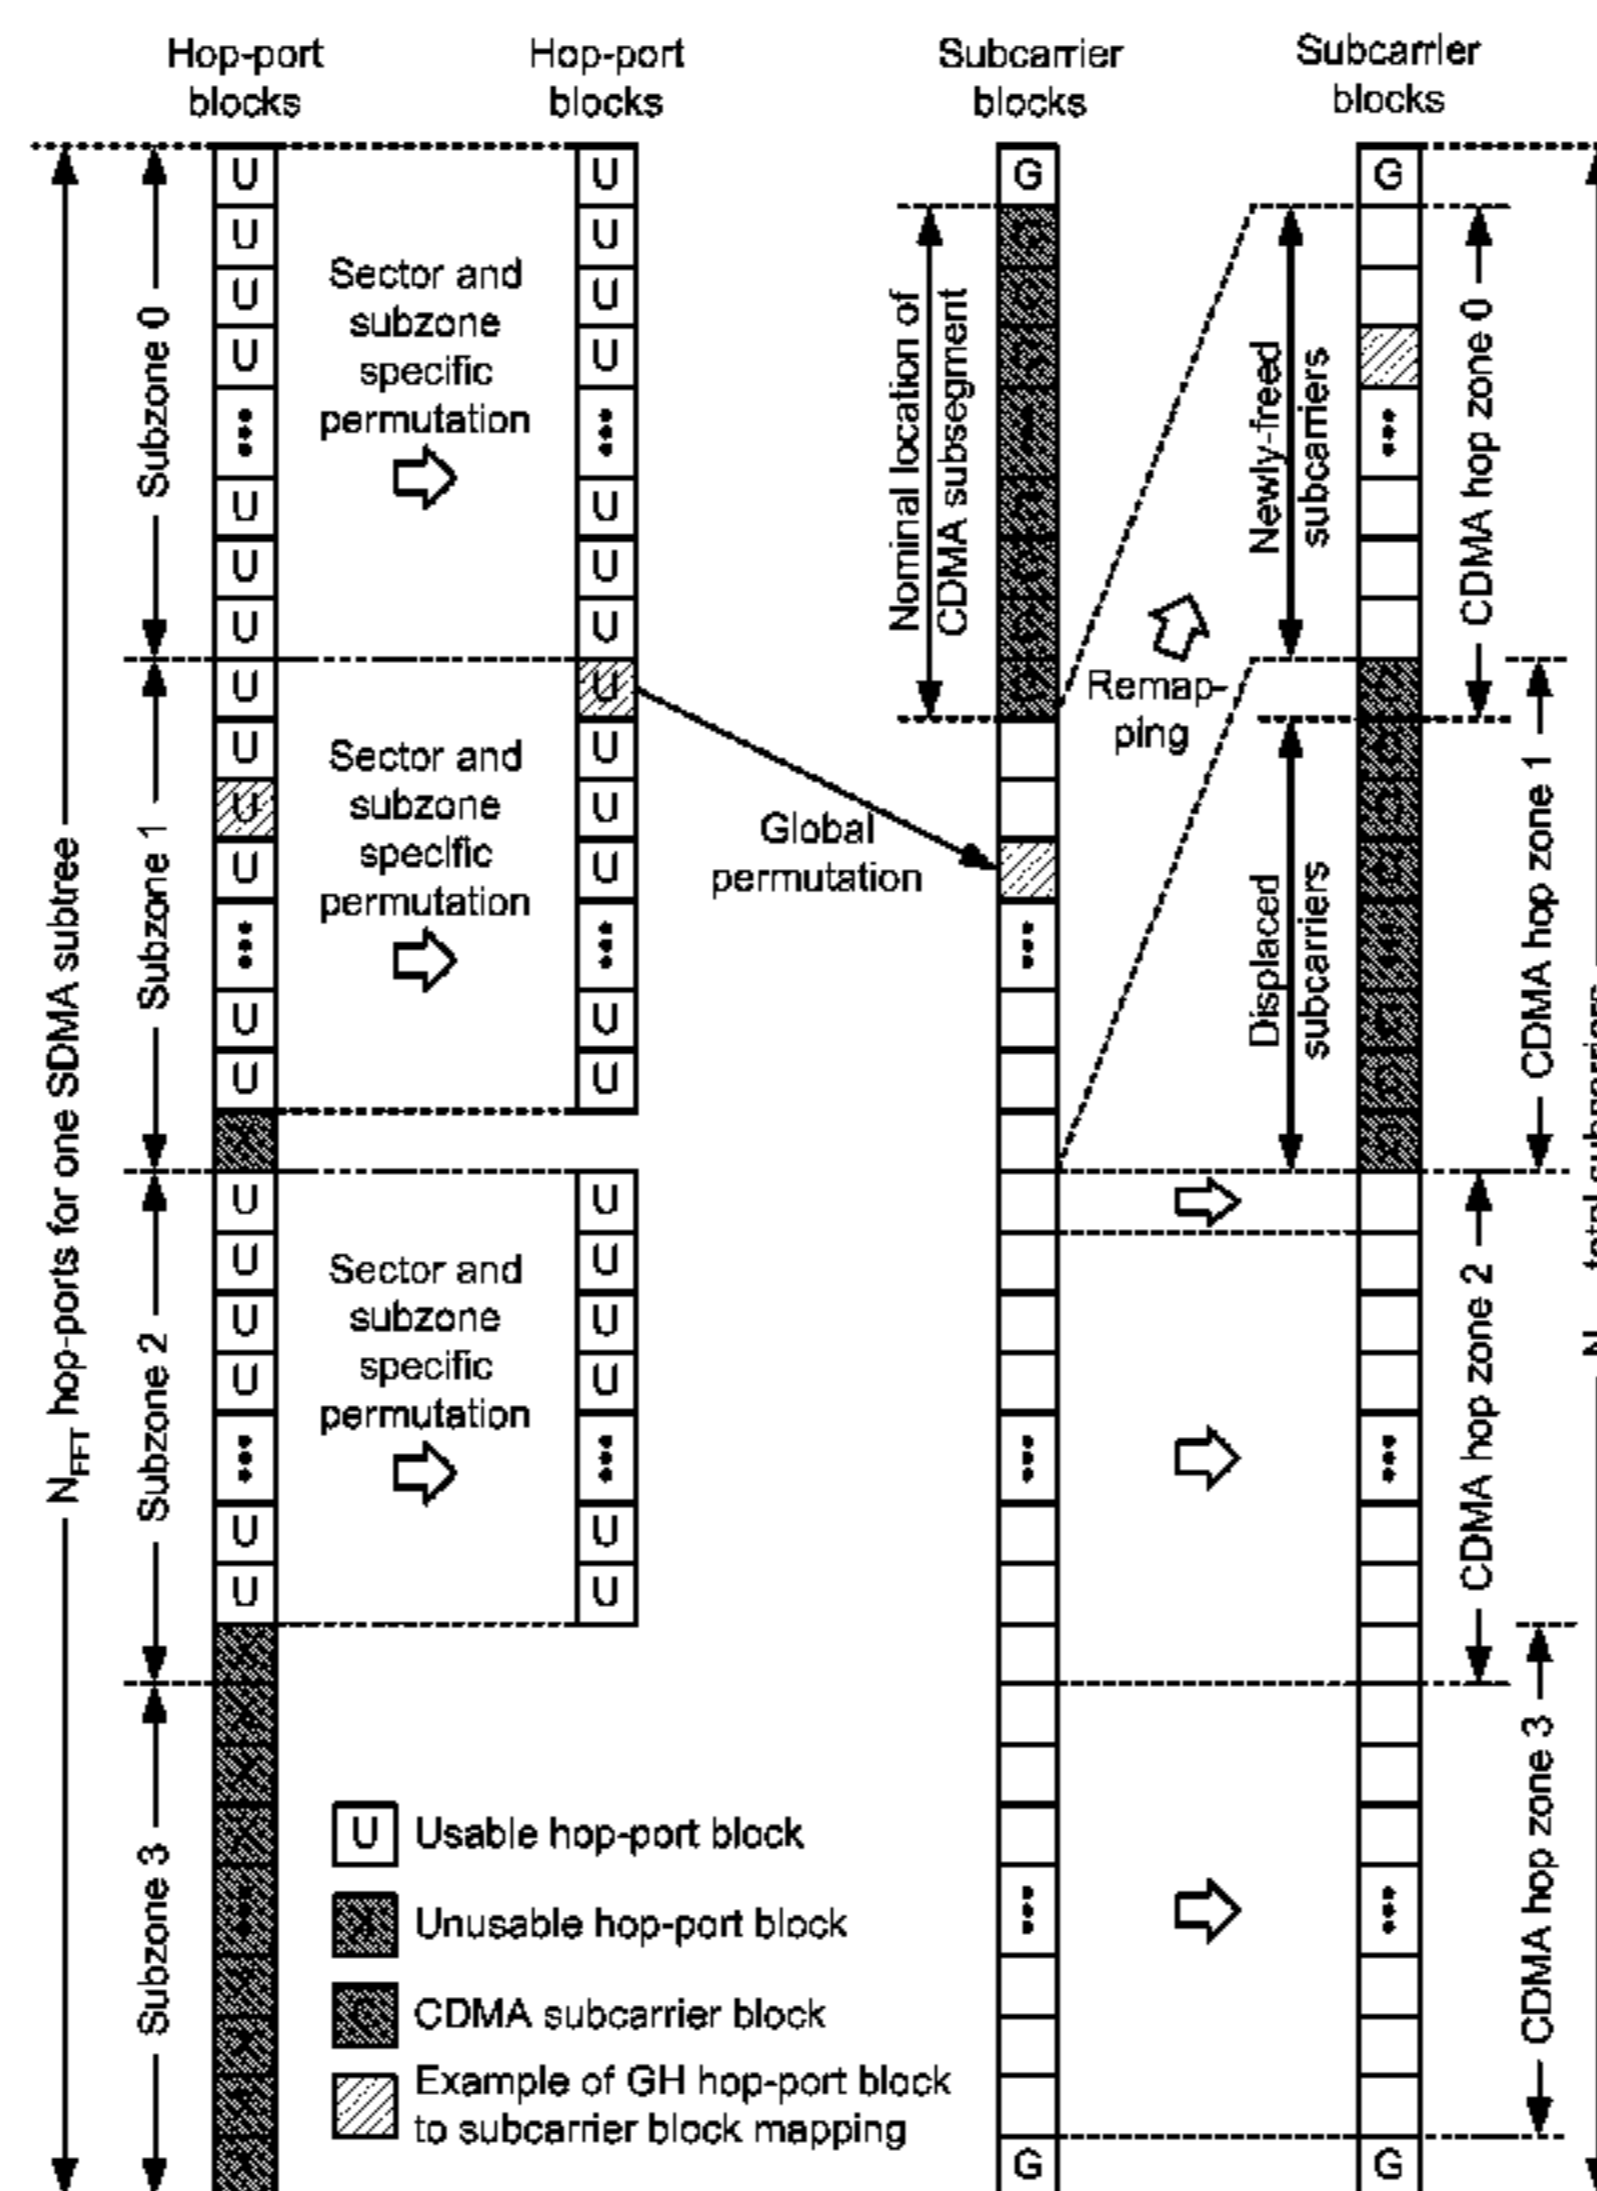 Hop-port
blocks
Hop-port
blocks
Subcarrier
blocks
Subcarrier
blocks
N_FFT hop-ports for one SDMA subtree
Subzone 0
Subzone 1
Subzone 2
Subzone 3
U
U
U
U
•••
U
U
U
U
U
U
U
•••
U
U
U
U
U
U
•••
U
U
Sector and
subzone
specific
permutation
Sector and
subzone
specific
permutation
Sector and
subzone
specific
permutation
U
U
U
U
•••
U
U
U
U
U
U
U
•••
U
U
U
U
U
U
•••
U
U
Global
permutation
Nominal location of
CDMA subsegment
G
•••
•••
•••
G
Remap-
ping
Newly-freed
subcarriers
Displaced
subcarriers
G
•••
•••
•••
G
CDMA hop zone 0
CDMA hop zone 1
CDMA hop zone 2
CDMA hop zone 3
total subcarriers
U Usable hop-port block
X Unusable hop-port block
C CDMA subcarrier block
Example of GH hop-port block
to subcarrier block mapping